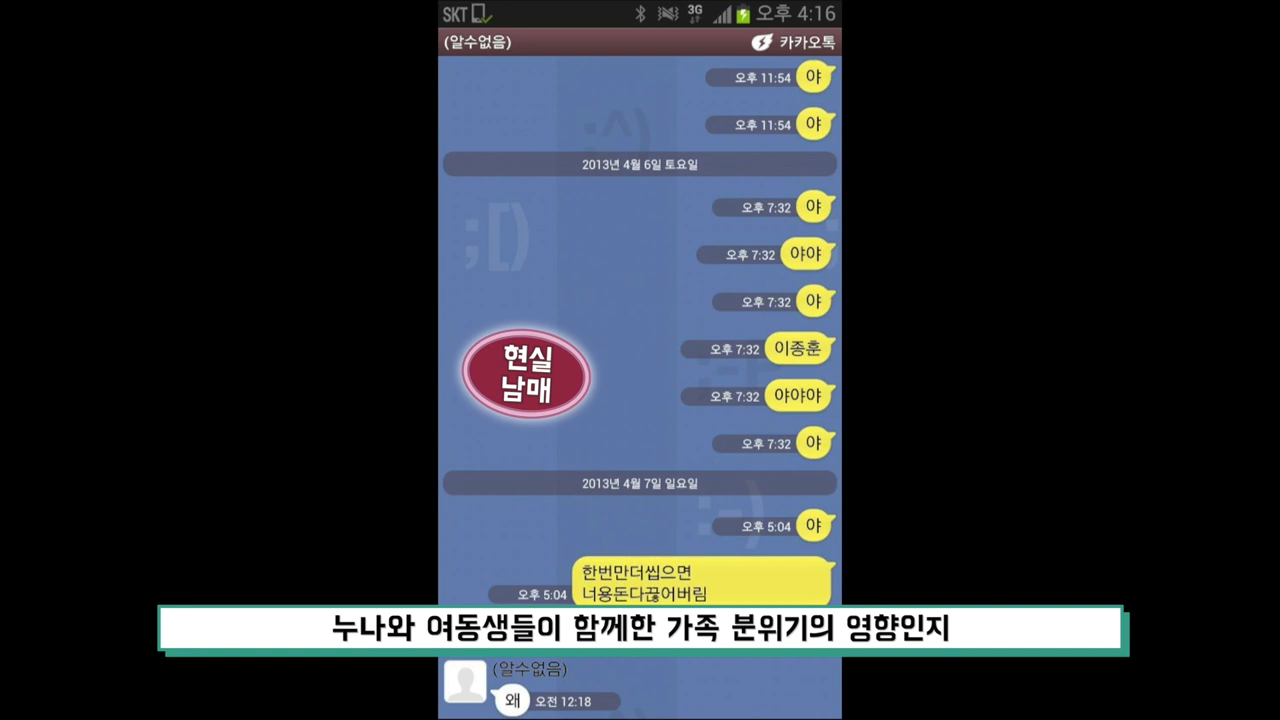 SKT 3G 오후 4:16
(알수없음) 카카오톡
오후 11:54 야
오후 11:54 야
2013년 4월 6일 토요일
오후 7:32 야
오후 7:32 야야
오후 7:32 야
오후 7:32 이종훈
오후 7:32 야야야
오후 7:32 야
현실
남매
2013년 4월 7일 일요일
오후 5:04 야
한번만더씹으면
오후 5:04 너용돈다끊어버림
누나와 여동생들이 함께한 가족 분위기의 영향인지
(알수없음)
왜 오전 12:18